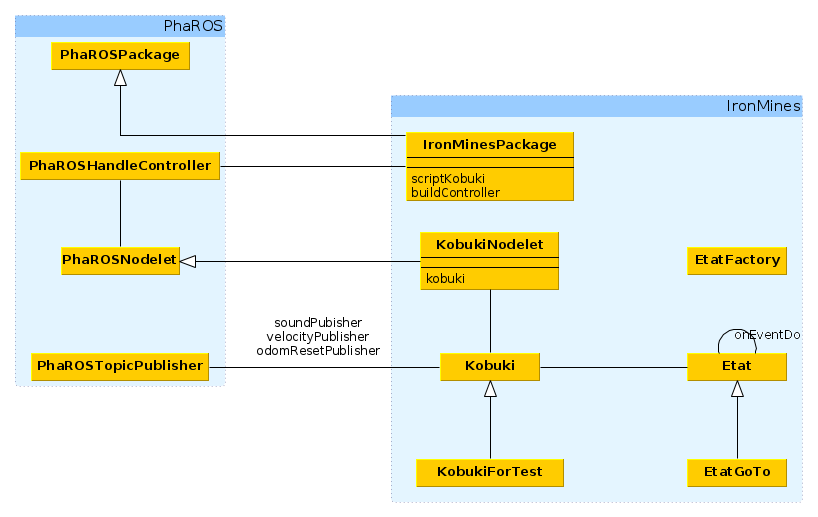 PhaROS
PhaROSPackage
IronMines
IronMinesPackage
scriptKobuki
buildController
PhaROSHandleController
KobukiNodelet
kobuki
PhaROSNodelet
EtatFactory
soundPubisher
velocityPublisher
odomResetPublisher
onEventDo
PhaROSTopicPublisher
Kobuki
Etat
KobukiForTest
EtatGoTo